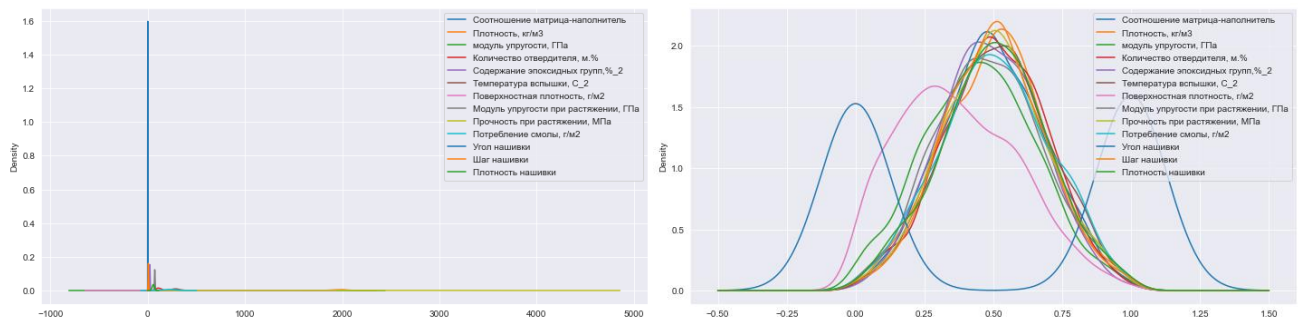 Density
1.6
1.4
1.2
1.0
0.8
0.6
0.4
0.2
0.0
−1000 0 1000 2000 3000 4000 5000
Соотношение матрица-наполнитель
Плотность, кг/м3
модуль упругости, ГПа
Количество отвердителя, м.%
Содержание эпоксидных групп,%_2
Температура вспышки, С_2
Поверхностная плотность, г/м2
Модуль упругости при растяжении, ГПа
Прочность при растяжении, МПа
Потребление смолы, г/м2
Угол нашивки
Шаг нашивки
Плотность нашивки
Density
2.0
1.5
1.0
0.5
0.0
−0.50 −0.25 0.00 0.25 0.50 0.75 1.00 1.25 1.50
Соотношение матрица-наполнитель
Плотность, кг/м3
модуль упругости, ГПа
Количество отвердителя, м.%
Содержание эпоксидных групп,%_2
Температура вспышки, С_2
Поверхностная плотность, г/м2
Модуль упругости при растяжении, ГПа
Прочность при растяжении, МПа
Потребление смолы, г/м2
Угол нашивки
Шаг нашивки
Плотность нашивки